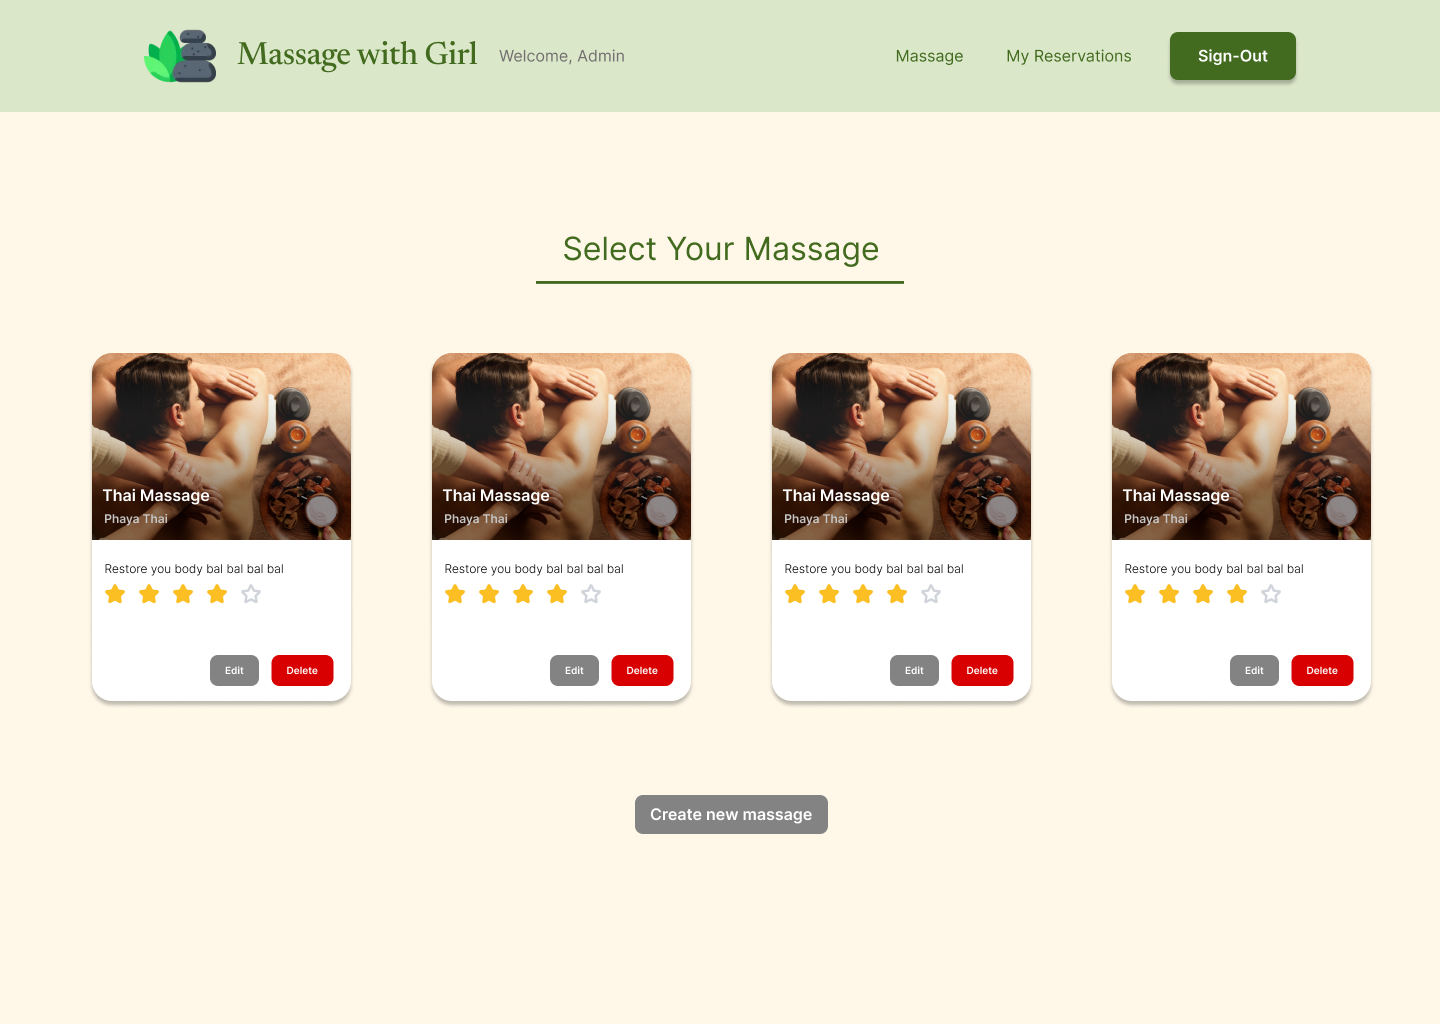 Massage with Girl
Welcome, Admin
Massage
My Reservations
Sign-Out
Select Your Massage
Thai Massage
Phaya Thai
Restore you body bal bal bal bal
Edit
Delete
Thai Massage
Phaya Thai
Restore you body bal bal bal bal
Edit
Delete
Thai Massage
Phaya Thai
Restore you body bal bal bal bal
Edit
Delete
Thai Massage
Phaya Thai
Restore you body bal bal bal bal
Edit
Delete
Create new massage